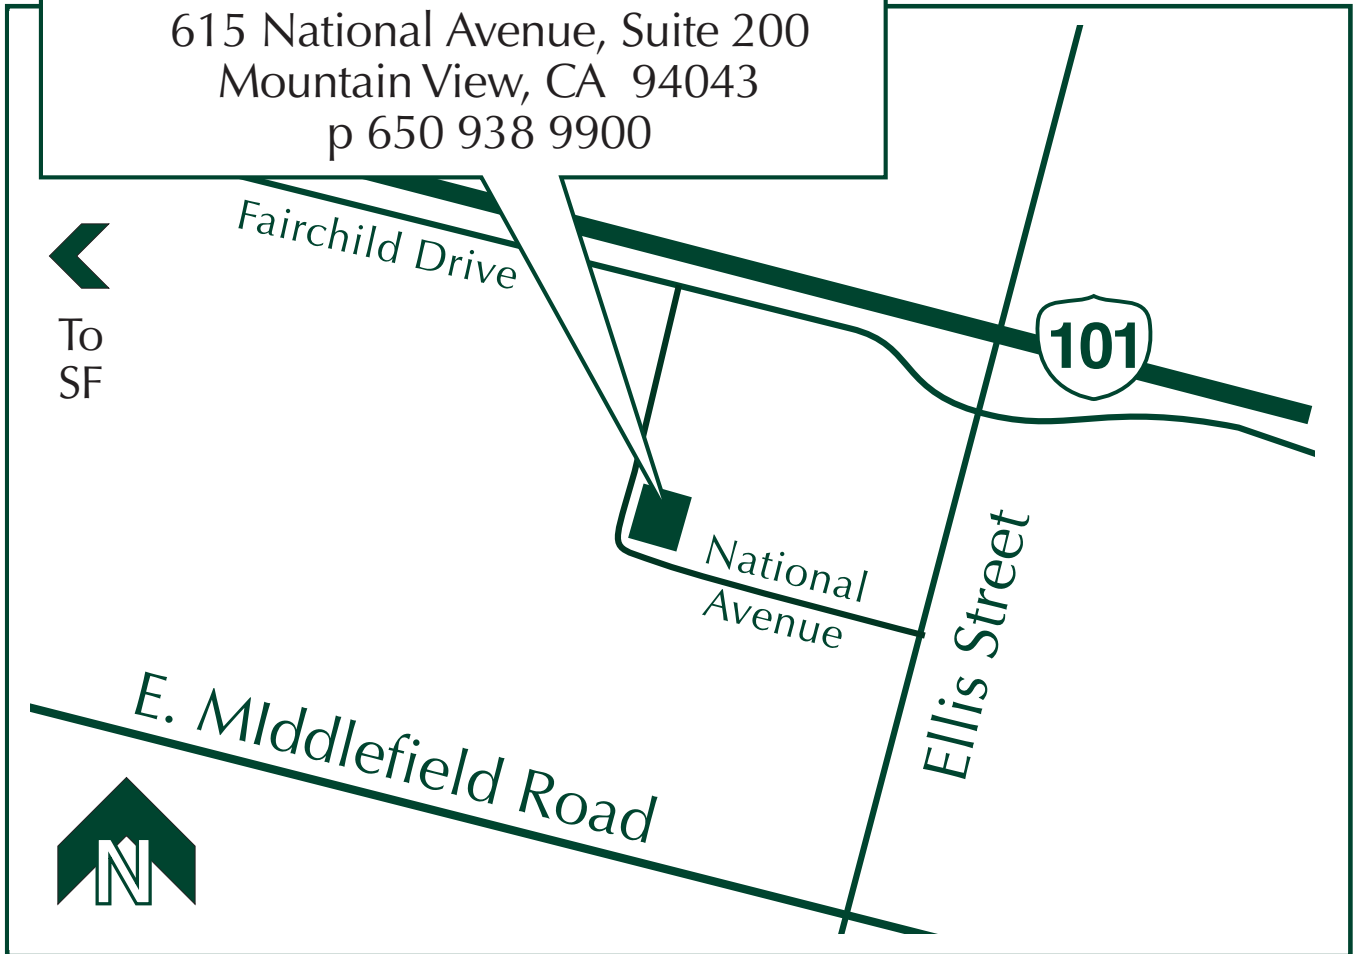 615 National Avenue, Suite 200
Mountain View, CA  94043
p 650 938 9900
Fairchild Drive
To
SF
101
National
Avenue
Ellis Street
E. MIddlefield Road
N